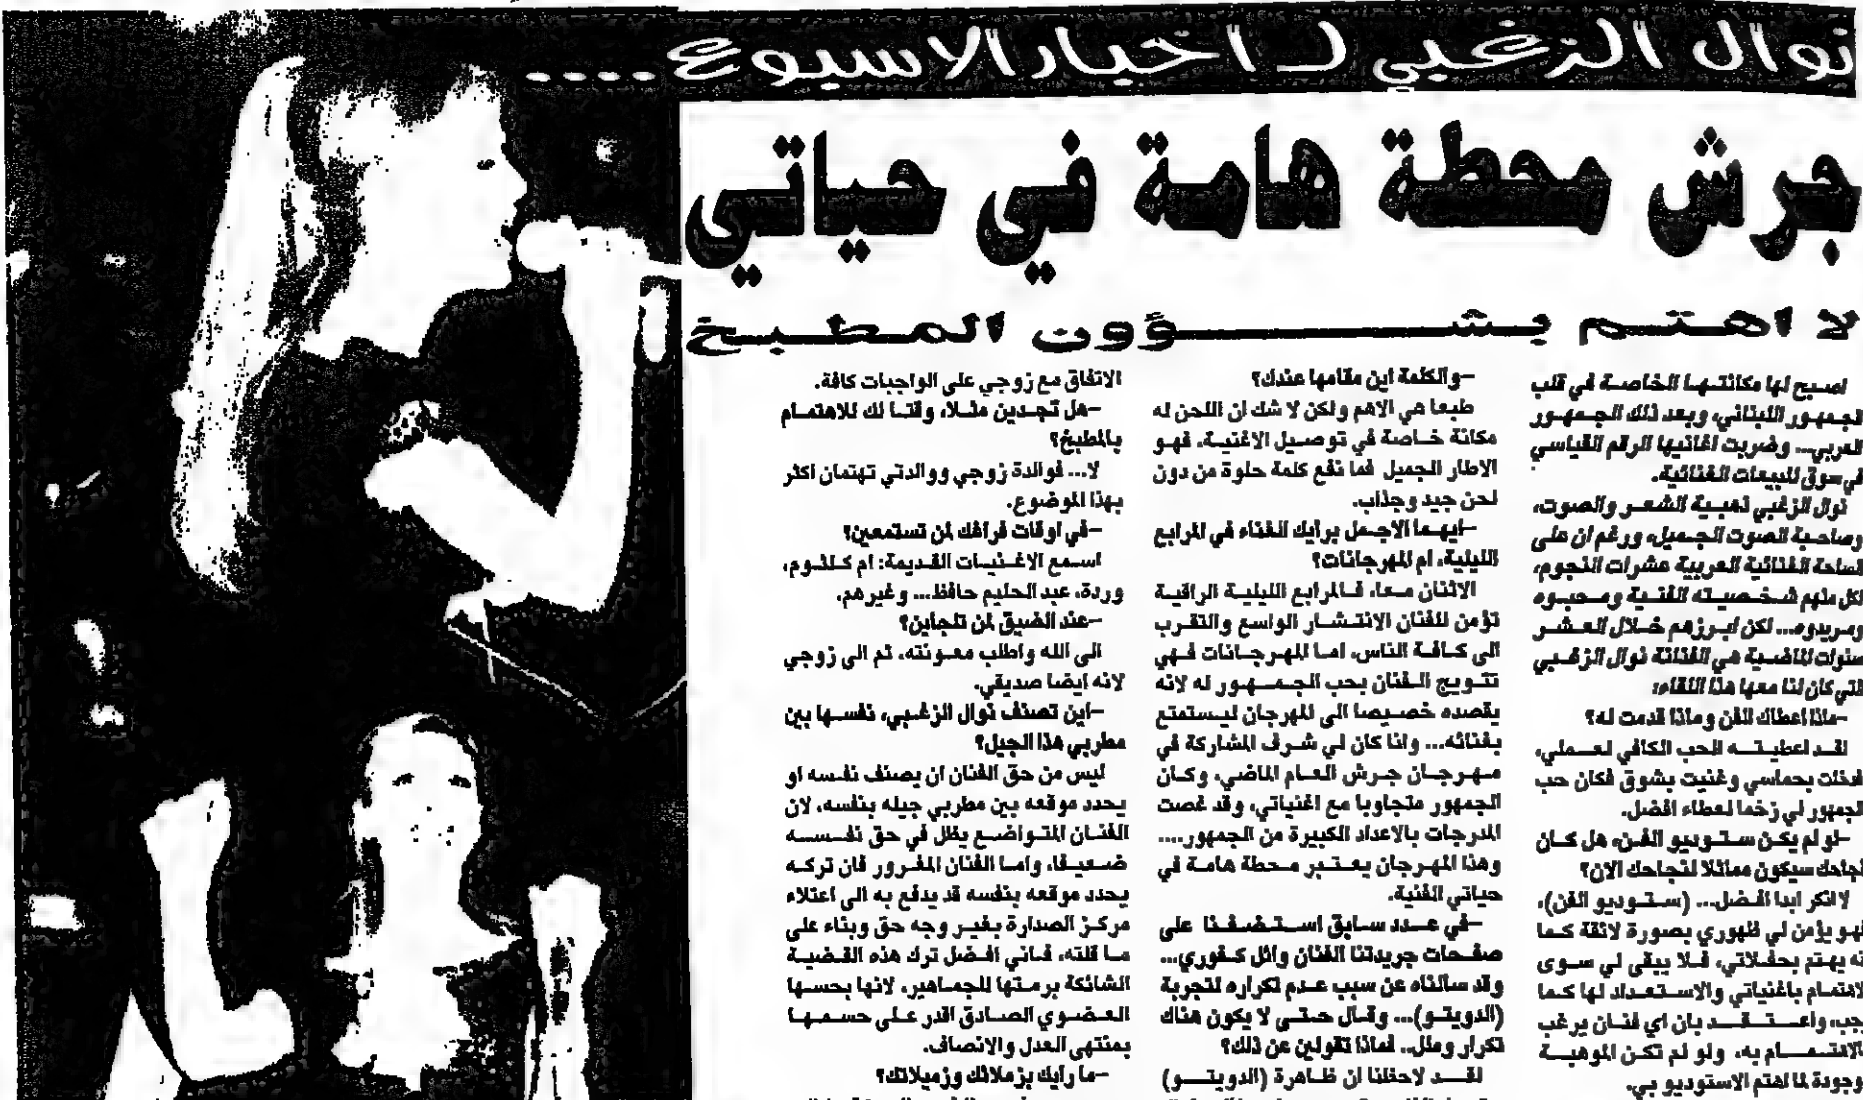 نوال الزغبي لـ اخبار الاسبوع....
جرش محطة هامة في حياتي
لا اهتم بشؤون المطبخ
اصبح لها مكانتها الخاصة في قلب
الجمهور اللبناني، وبعد ذلك الجمهور
العربي... وضربت اغانيها الرقم القياسي
في سوق المبيعات الغنائية.
نوال الزغبي ذهبية الشعر والصوت،
وصاحبة الصوت الجميل، ورغم ان على
الساحة الغنائية العربية عشرات النجوم،
لكل منهم شخصيته الفنية ومحبوه
ومريدوه... لكن ابرزهم خلال العشر
سنوات الماضية هي الفنانة نوال الزغبي
التي كان لنا معها هذا اللقاء:
–ماذا اعطاك الفن وماذا قدمت له؟
لقد اعطيته الحب الكافي لعملي،
بحماسي وغنيت بشوق فكان حب
الجمهور لي زخما لعطاء افضل.
–لو لم يكن ستوديو الفن، هل كان
نجاحك سيكون مماثلا لنجاحك الان؟
لا انكر ابدا افضل... (ستوديو الفن)،
فهو يؤمن لي ظهوري بصورة لائقة كما
انه يهتم بحفلاتي، فلا يبقى لي سوى
الاهتمام باغنياتي والاستعداد لها كما
يجب، واعتقد بان اي فنان يرغب
بالاهتمام به، ولو لم تكن الموهبة
موجودة لما اهتم الاستوديو بي.
–والكلمة اين مقامها عندك؟
طبعا هي الاهم ولكن لا شك ان اللحن له
مكانة خاصة في توصيل الاغنية، فهو
الاطار الجميل فما نفع كلمة حلوة من دون
لحن جيد وجذاب.
–ايهما الاجمل برأيك الغناء في المرابع
الليلية، ام المهرجانات؟
الاثنان معا، فالمرابع الليلية الراقية
تؤمن للفنان الانتشار الواسع والتقرب
الى كافة الناس، اما المهرجانات فهي
تتويج الفنان بحب الجمهور له لانه
يقصده خصيصا الى المهرجان ليستمتع
بغنائه... وانا كان لي شرف المشاركة في
مهرجان جرش العام الماضي، وكان
الجمهور متجاوبا مع اغنياتي، وقد غصت
المدرجات بالاعداد الكبيرة من الجمهور....
وهذا المهرجان يعتبر محطة هامة في
حياتي الفنية.
–في عدد سابق استضفنا على
صفحات جريدتنا الفنان وائل كفوري...
وقد سالناه عن سبب عدم تكراره لتجربة
(الدويتو)... وقال حتى لا يكون هناك
تكرار وملل.. فماذا تقولين عن ذلك؟
لقد لاحظنا ان ظاهرة (الدويتو)
الاتفاق مع زوجي على الواجبات كافة.
–هل تجدين مثلا، وقتا لك للاهتمام
بالمطبخ؟
لا... فوالدة زوجي ووالدتي تهتمان اكثر
بهذا الموضوع.
–في اوقات فراغك لمن تستمعين؟
اسمع الاغنيات القديمة: ام كلثوم،
وردة، عبد الحليم حافظ... وغيرهم.
–عند الضيق لمن تلجأين؟
الى الله واطلب معونته، ثم الى زوجي
لانه ايضا صديقي.
–اين تصنف نوال الزغبي، نفسها بين
مطربي هذا الجيل؟
ليس من حق الفنان ان يصنف نفسه او
يحدد موقعه بين مطربي جيله بنفسه، لان
الفنان المتواضع يظل في حق نفسه
ضعيفا، واما الفنان المغرور فان تركه
يحدد موقعه بنفسه قد يدفع به الى اعتلاء
مركز الصدارة بغير وجه حق وبناء على
ما قلته، فاني افضل ترك هذه القضية
الشائكة برمتها للجماهير، لانها بحسها
العضوي الصادق اقدر على حسمها
بمنتهى العدل والانصاف.
–ما رايك بزملائك وزميلاتك؟